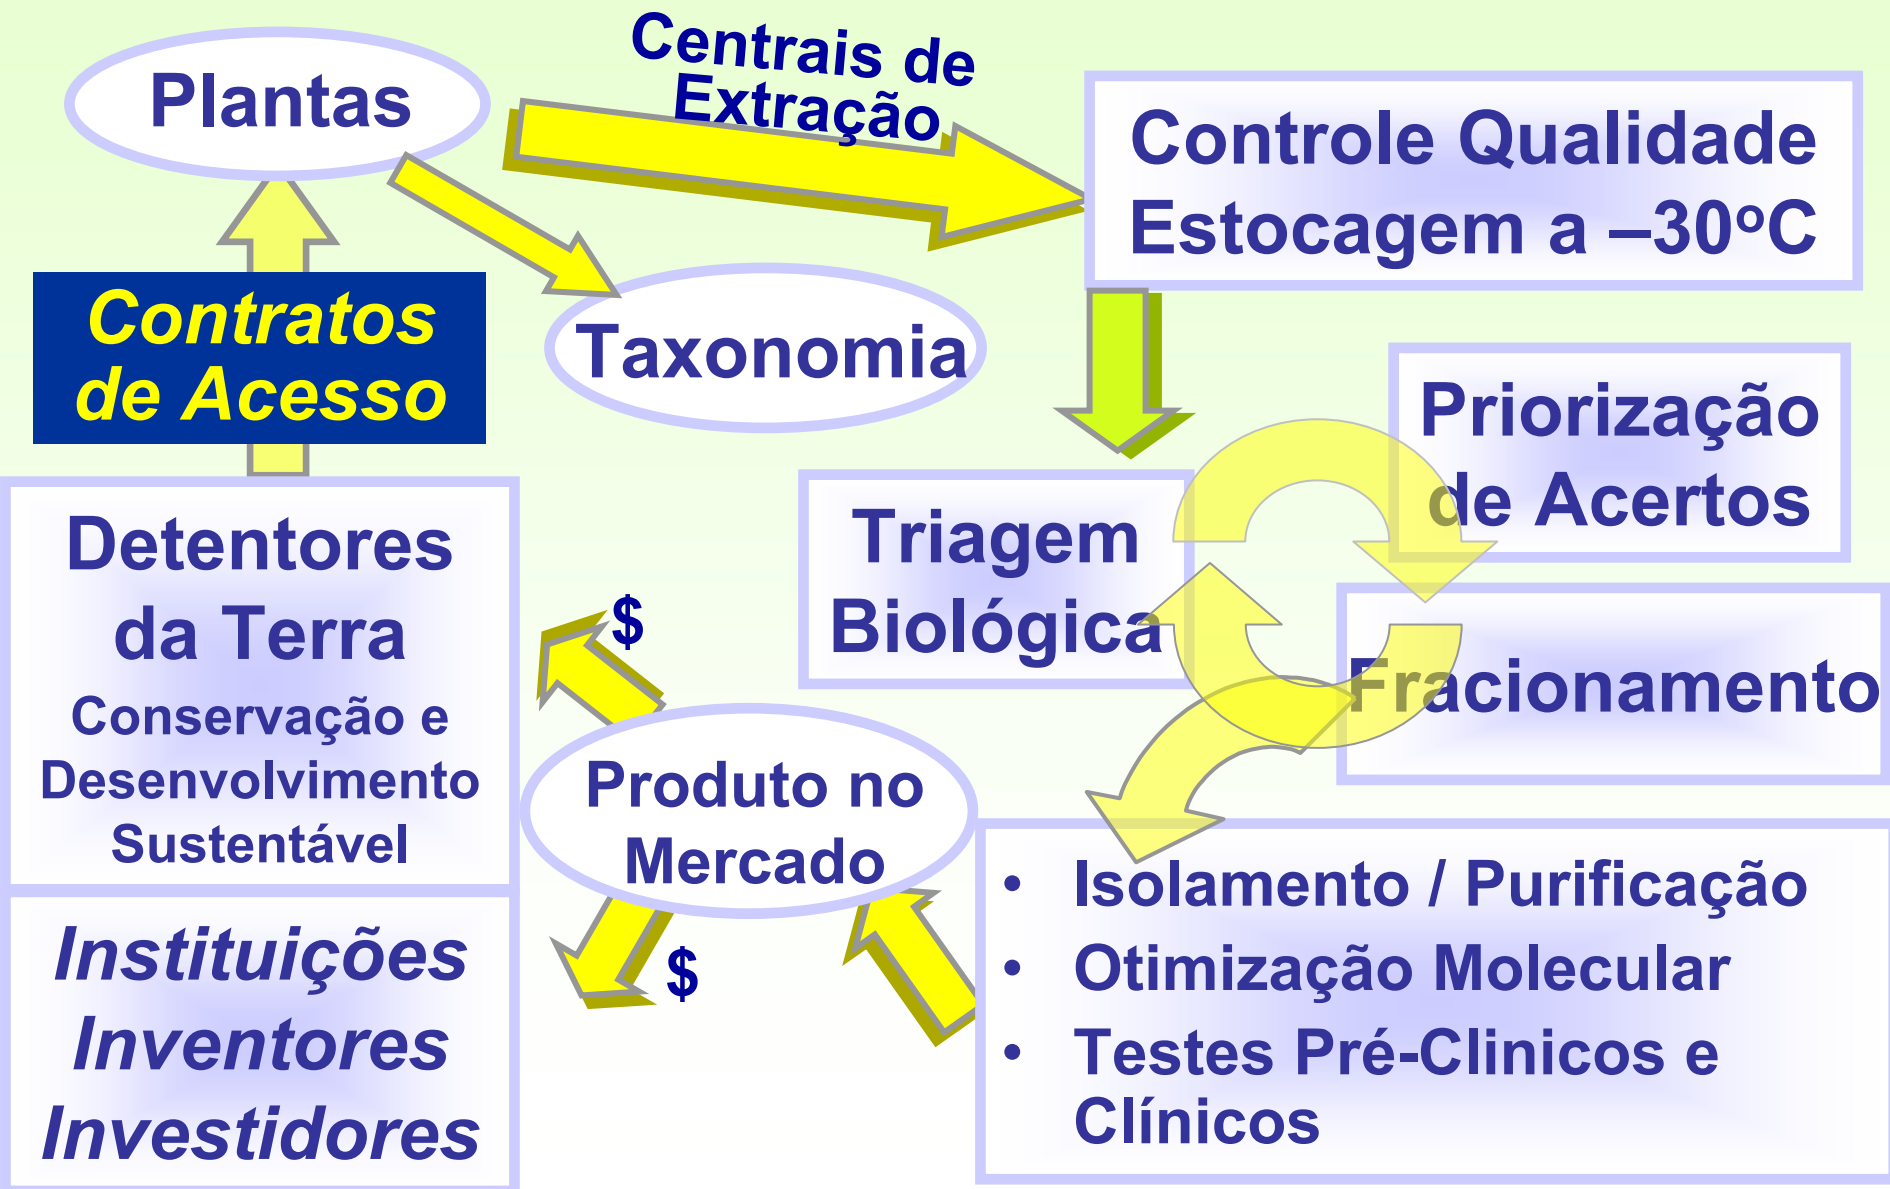 Plantas
Centrais de
Extração
Controle Qualidade
Estocagem a –30ºC
Contratos
de Acesso
Taxonomia
Priorização
de Acertos
Triagem
Biológica
Fracionamento
Detentores
da Terra
Conservação e
Desenvolvimento
Sustentável
$
Produto no
Mercado
$
Instituições
Inventores
Investidores
• Isolamento / Purificação
• Otimização Molecular
• Testes Pré-Clinicos e
Clínicos